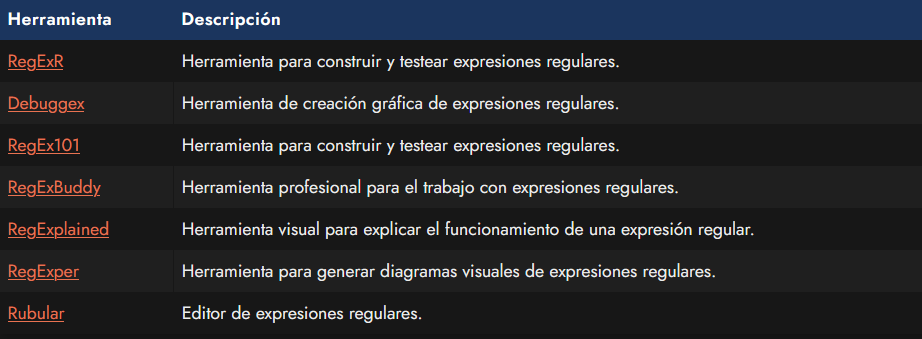 Herramienta Descripción
RegExR Herramienta para construir y testear expresiones regulares.
Debuggex Herramienta de creación gráfica de expresiones regulares.
RegEx101 Herramienta para construir y testear expresiones regulares.
RegExBuddy Herramienta profesional para el trabajo con expresiones regulares.
RegExplained Herramienta visual para explicar el funcionamiento de una expresión regular.
RegExper Herramienta para generar diagramas visuales de expresiones regulares.
Rubular Editor de expresiones regulares.